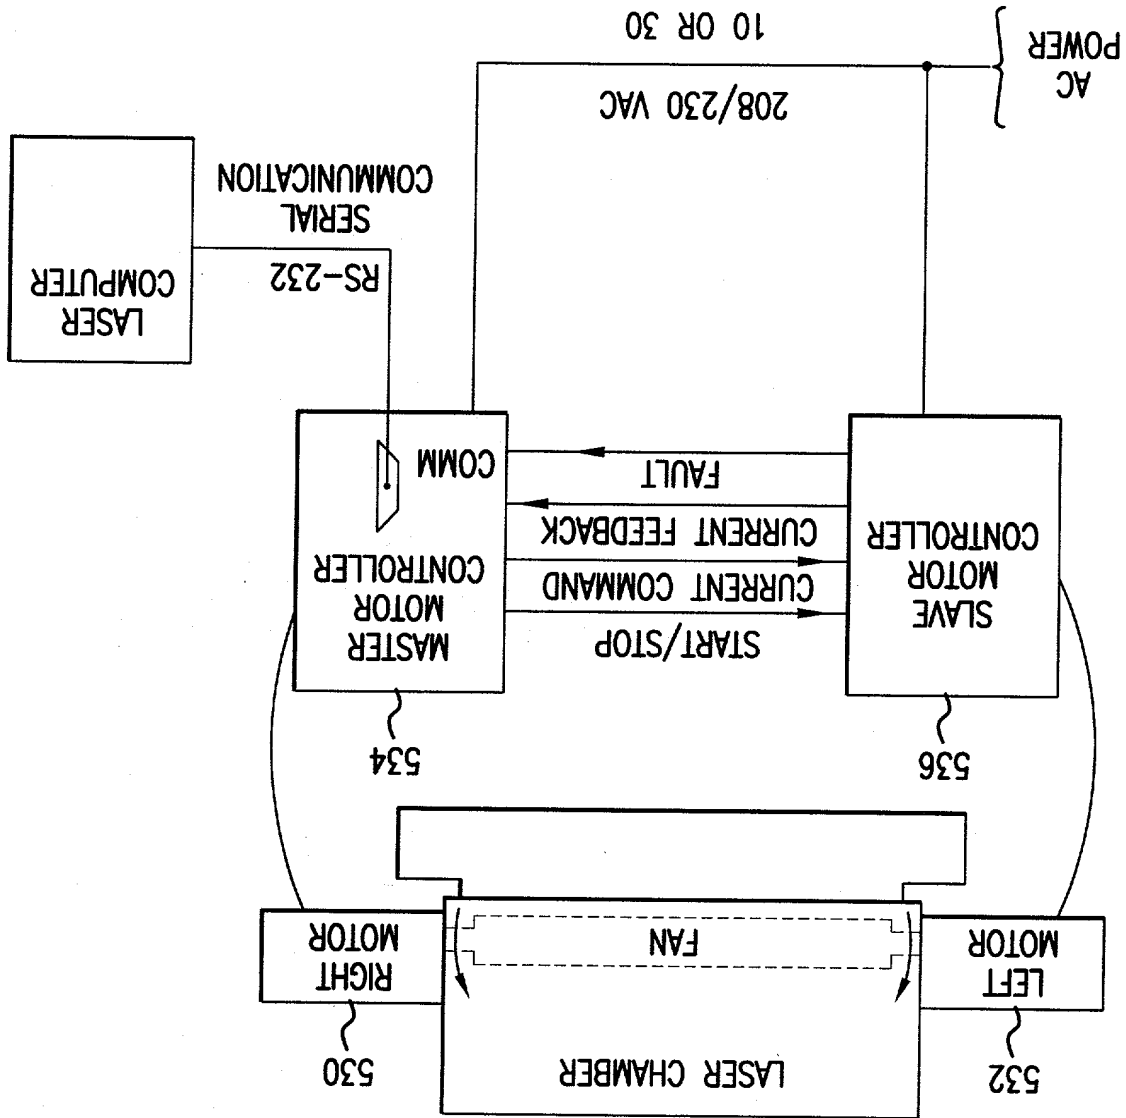 LASER CHAMBER
532
530
LEFT
MOTOR
FAN
RIGHT
MOTOR
536
534
SLAVE
MOTOR
CONTROLLER
START/STOP
CURRENT COMMAND
CURRENT FEEDBACK
FAULT
MASTER
MOTOR
CONTROLLER
COMM
LASER
COMPUTER
RS-232
SERIAL
COMMUNICATION
AC
POWER
208/230 VAC
10 OR 30